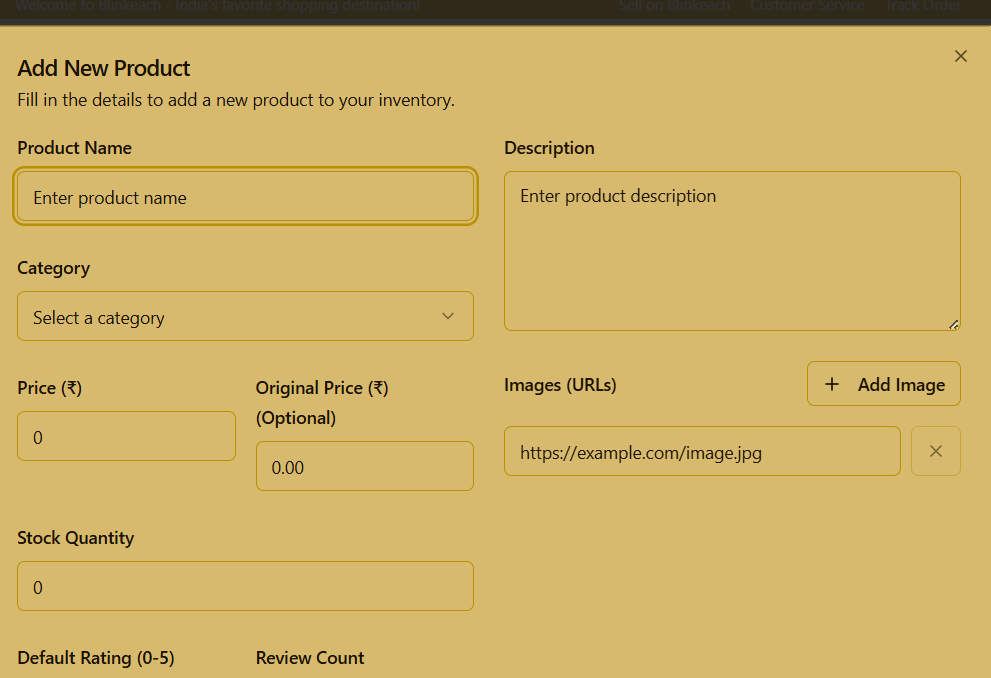 Welcome to Blinkeach - India's favorite shopping destination!
Sell on Blinkeach Customer Service Track Order
Add New Product
Fill in the details to add a new product to your inventory.
Product Name
Enter product name
Category
Select a category
Price (₹)
0
Original Price (₹)
(Optional)
0.00
Stock Quantity
0
Default Rating (0-5)
Review Count
Description
Enter product description
Images (URLs)
Add Image
https://example.com/image.jpg